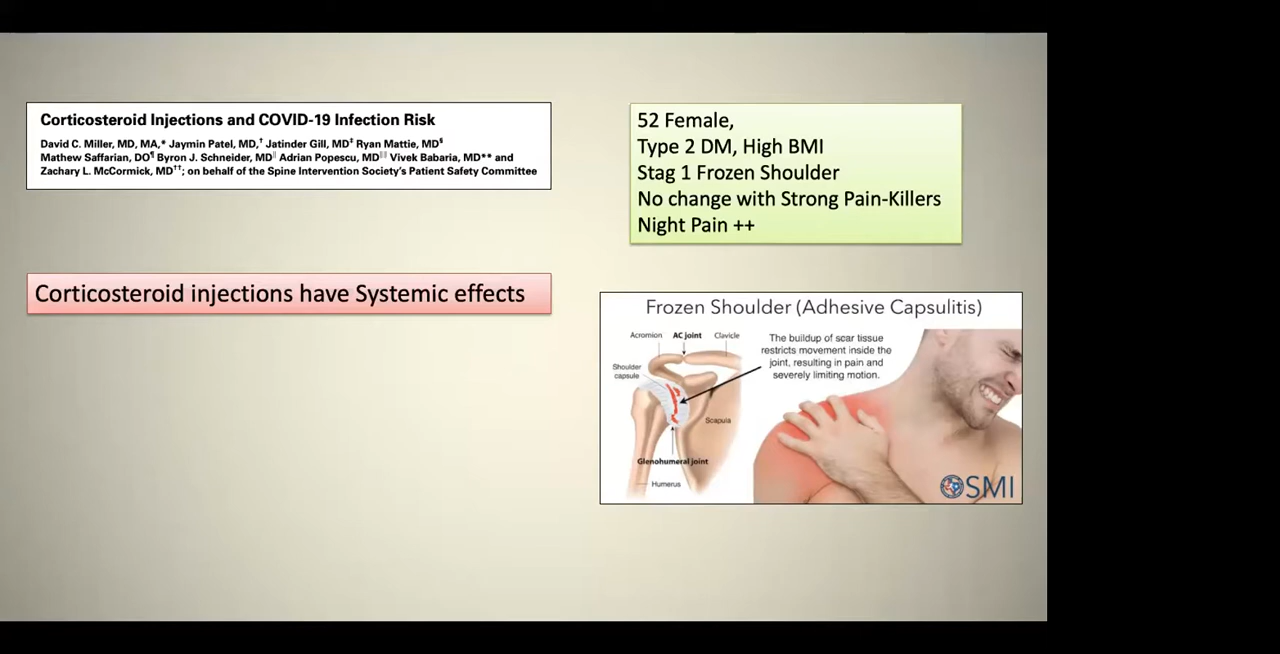 Corticosteroid Injections and COVID-19 Infection Risk
David C. Miller, MD, MA,* Jaymin Patel, MD,† Jatinder Gill, MD‡ Ryan Mattie, MD§
Mathew Saffarian, DO¶ Byron J. Schneider, MD‖ Adrian Popescu, MD‖‖ Vivek Babaria, MD** and
Zachary L. McCormick, MD††; on behalf of the Spine Intervention Society's Patient Safety Committee
Corticosteroid injections have Systemic effects
52 Female,
Type 2 DM, High BMI
Stag 1 Frozen Shoulder
No change with Strong Pain-Killers
Night Pain ++
Frozen Shoulder (Adhesive Capsulitis)
Acromion AC joint Clavicle
Shoulder
capsule
Scapula
Glenohumeral joint
Humerus
The buildup of scar tissue
restricts movement inside the
joint, resulting in pain and
severely limiting motion.
OSMI